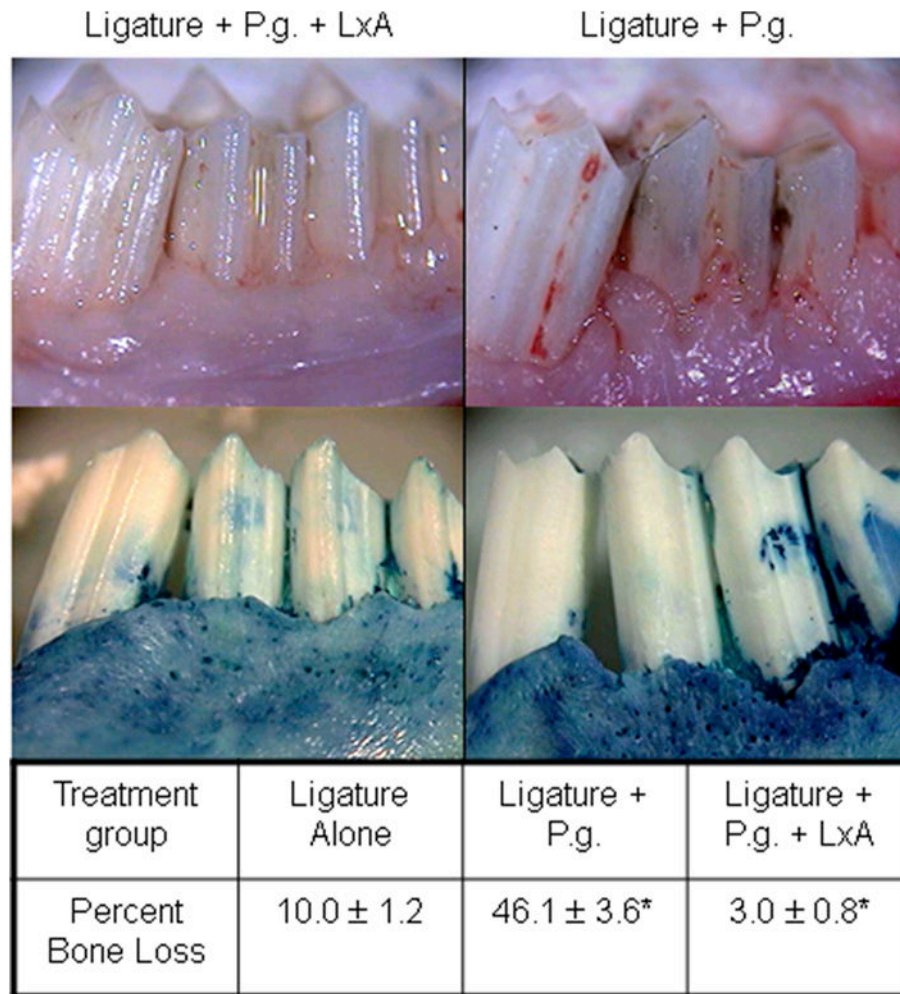 Ligature + P.g. + LxA
Ligature + P.g.
Treatment group
Ligature Alone
Ligature + P.g.
Ligature + P.g. + LxA
Percent Bone Loss
10.0 ± 1.2
46.1 ± 3.6*
3.0 ± 0.8*